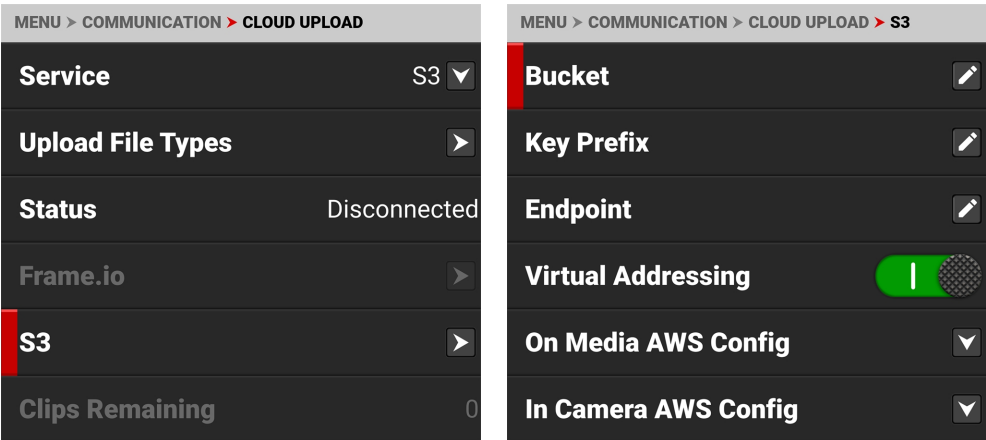 MENU > COMMUNICATION > CLOUD UPLOAD
Service S3
Upload File Types
Status Disconnected
Frame.io
S3
Clips Remaining 0
MENU > COMMUNICATION > CLOUD UPLOAD > S3
Bucket
Key Prefix
Endpoint
Virtual Addressing
On Media AWS Config
In Camera AWS Config